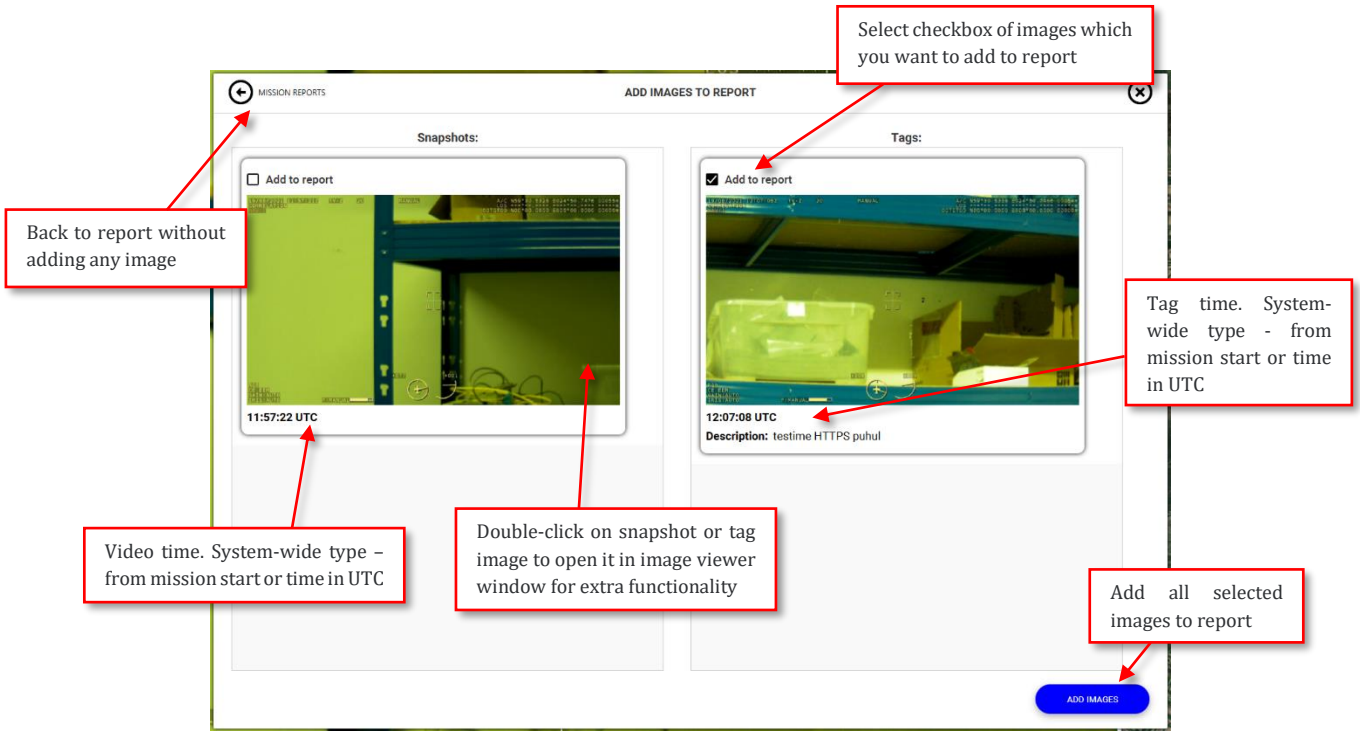 Select checkbox of images which
you want to add to report
MISSION REPORTS
ADD IMAGES TO REPORT
Snapshots:
Tags:
Add to report
Add to report
MANUAL
Back to report without
adding any image
Tag time. System-
wide type - from
mission start or time
in UTC
11:57:22 UTC
12:07:08 UTC
Description: testime HTTPS puhul
Double-click on snapshot or tag
image to open it in image viewer
window for extra functionality
Video time. System-wide type –
from mission start or time in UTC
Add all selected
images to report
ADD IMAGES